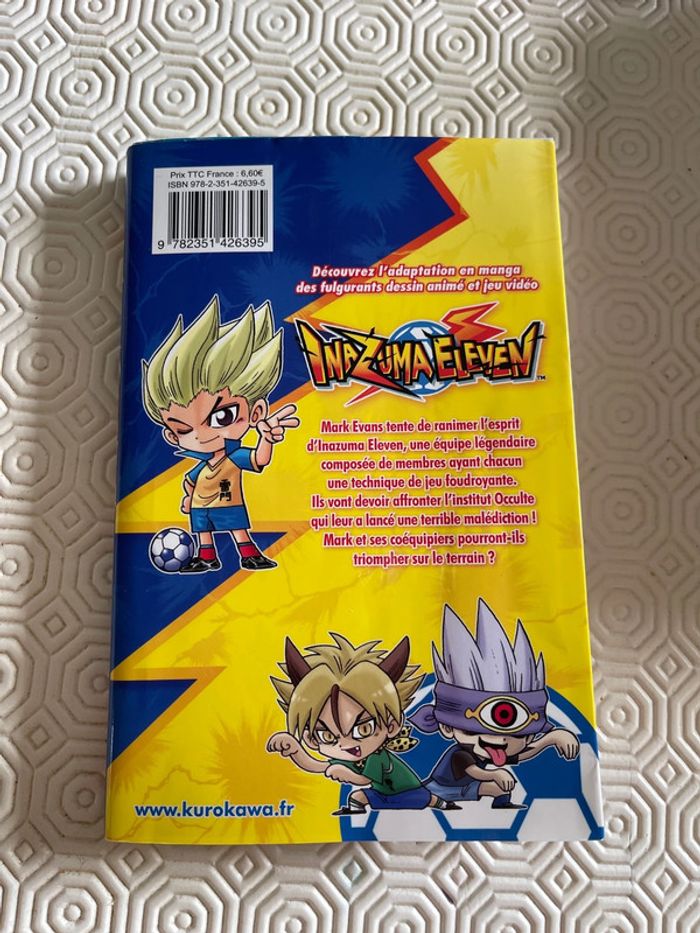 Prix TTC France : 6,60€
ISBN 978-2-351-42639-5
9 782351 426395
Découvrez l'adaptation en manga
des fulgurants dessin animé et jeu vidéo
INAZUMA ELEVEN™
Mark Evans tente de ranimer l'esprit
d'Inazuma Eleven, une équipe légendaire
composée de membres ayant chacun
une technique de jeu foudroyante.
Ils vont devoir affronter l'institut Occulte
qui leur a lancé une terrible malédiction !
Mark et ses coéquipiers pourront-ils
triompher sur le terrain ?
雷門
www.kurokawa.fr